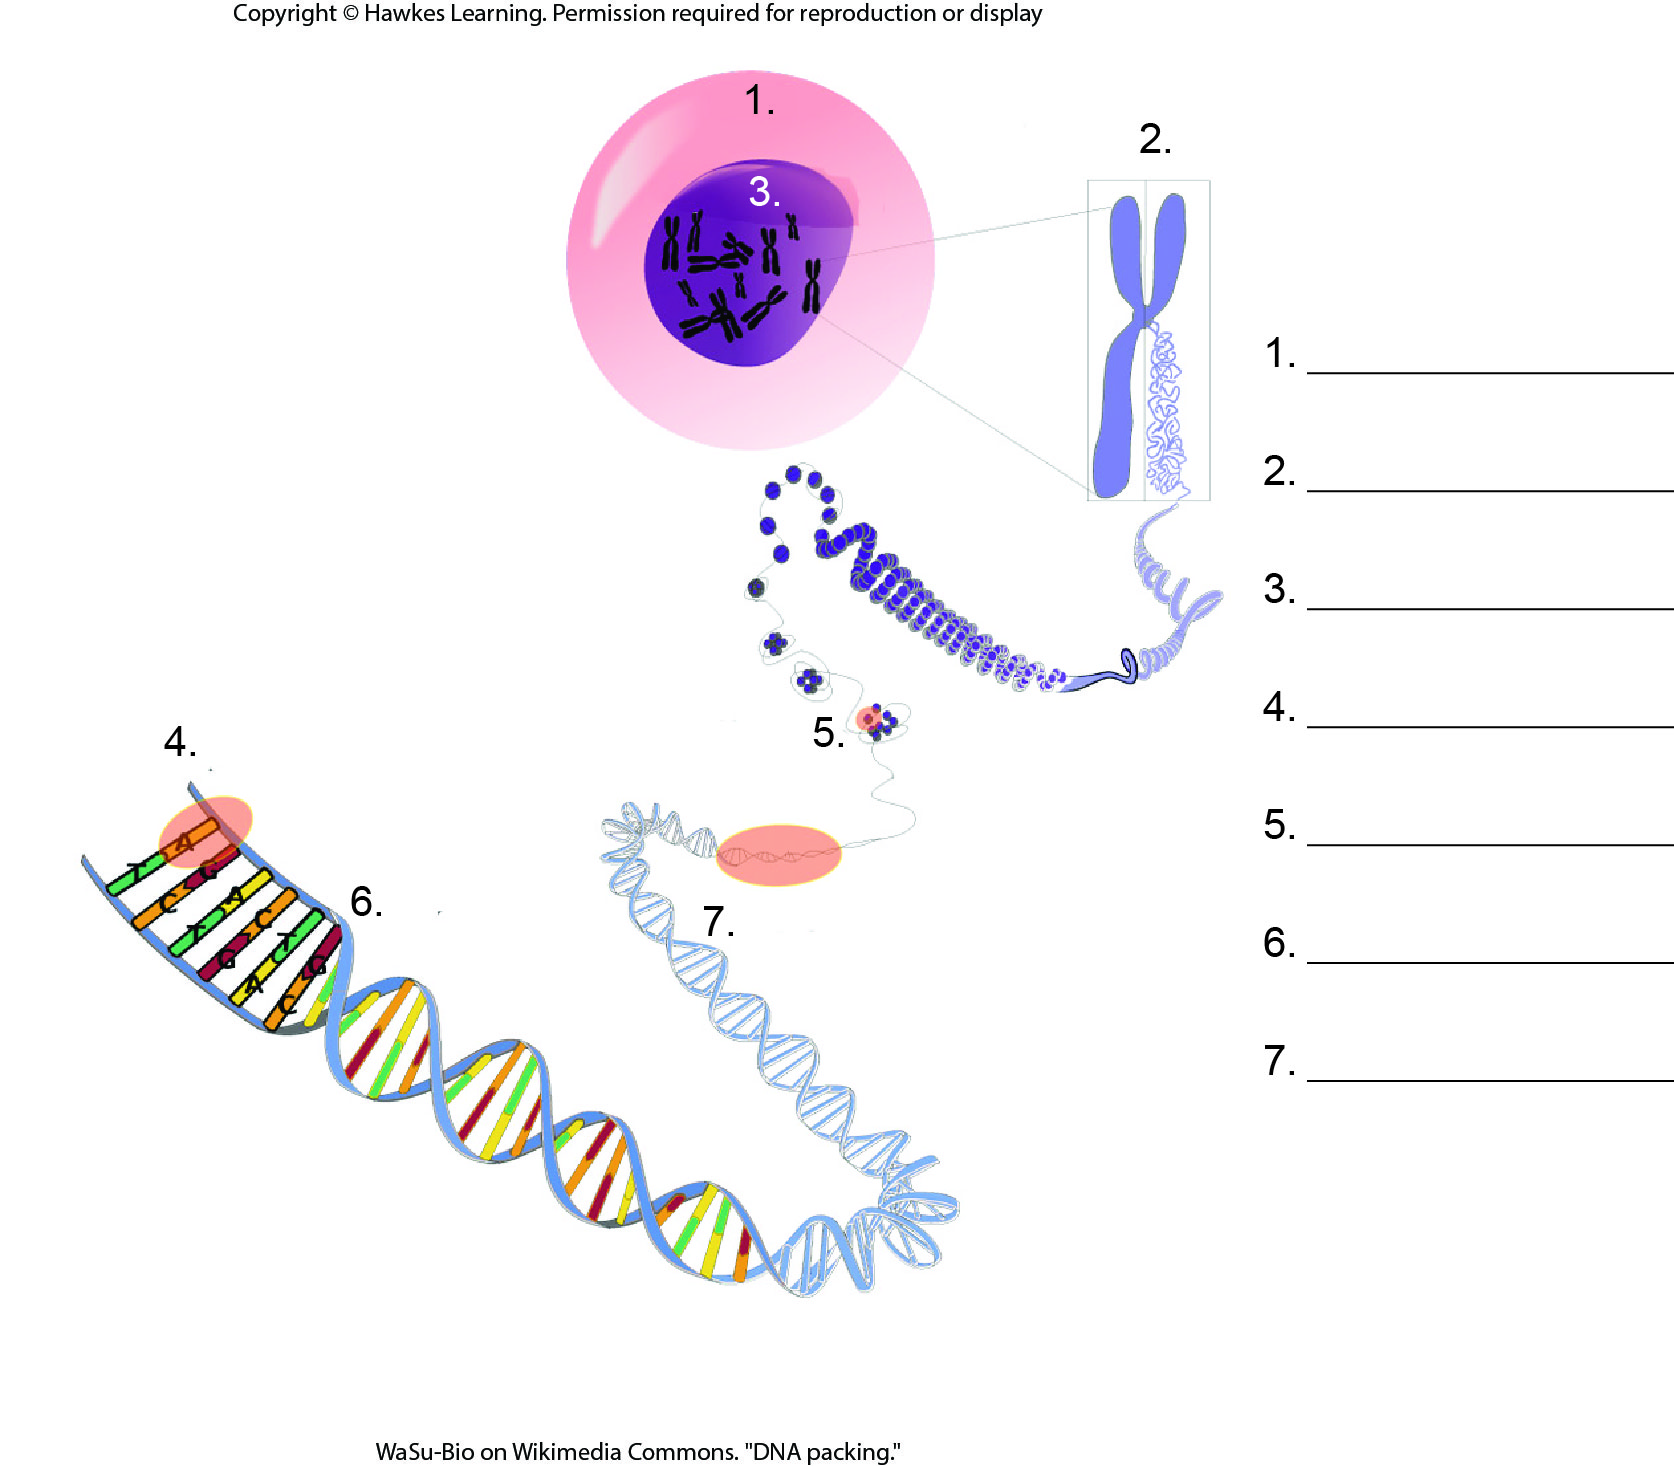 Copyright © Hawkes Learning. Permission required for reproduction or display
1.
2.
3.
1.
2.
3.
4.
5.
6.
7.
5.
4.
6.
7.
T A
C G
T A
G C
A T
C G
WaSu-Bio on Wikimedia Commons. "DNA packing."